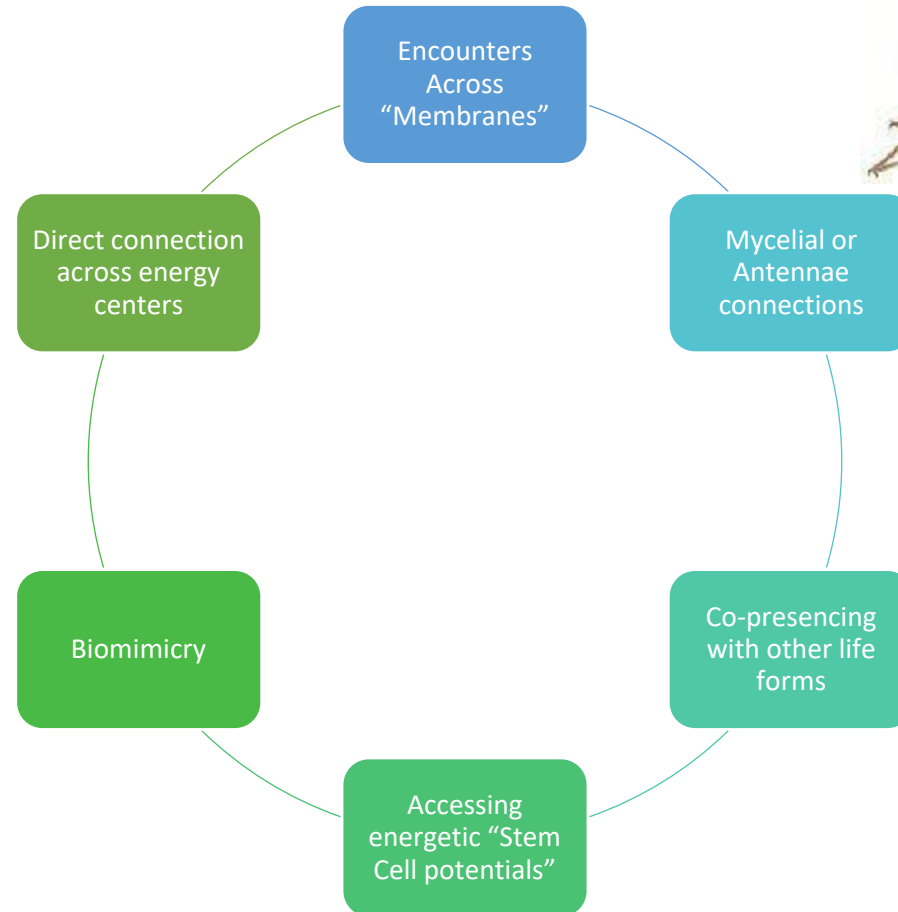 Encounters
Across
“Membranes”
Mycelial or
Antennae
connections
Co-presencing
with other life
forms
Accessing
energetic “Stem
Cell potentials”
Biomimicry
Direct connection
across energy
centers